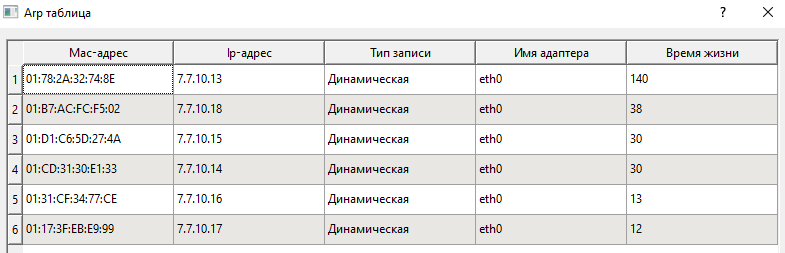 Arp таблица
Mac-адрес Ip-адрес Тип записи Имя адаптера Время жизни
1 01:78:2A:32:74:8E 7.7.10.13 Динамическая eth0 140
2 01:B7:AC:FC:F5:02 7.7.10.18 Динамическая eth0 38
3 01:D1:C6:5D:27:4A 7.7.10.15 Динамическая eth0 30
4 01:CD:31:30:E1:33 7.7.10.14 Динамическая eth0 30
5 01:31:CF:34:77:CE 7.7.10.16 Динамическая eth0 13
6 01:17:3F:EB:E9:99 7.7.10.17 Динамическая eth0 12